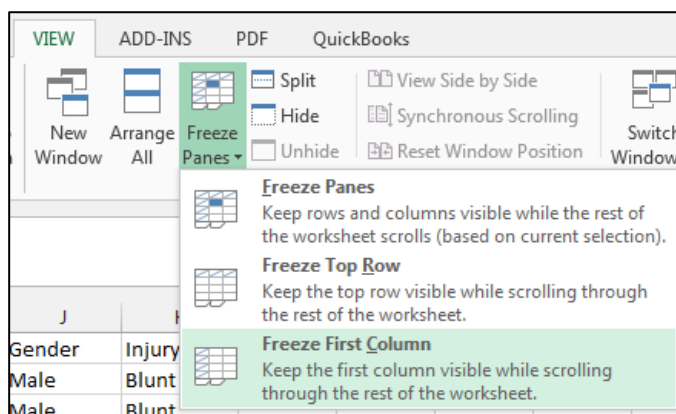 VIEW ADD-INS PDF QuickBooks
New Window
Arrange All
Freeze Panes
Split
Hide
Unhide
View Side by Side
Synchronous Scrolling
Reset Window Position
Freeze Panes
Keep rows and columns visible while the rest of
the worksheet scrolls (based on current selection).
Freeze Top Row
Keep the top row visible while scrolling through
the rest of the worksheet.
Freeze First Column
Keep the first column visible while scrolling
through the rest of the worksheet.
J
Gender Injury
Male Blunt
Male Blunt